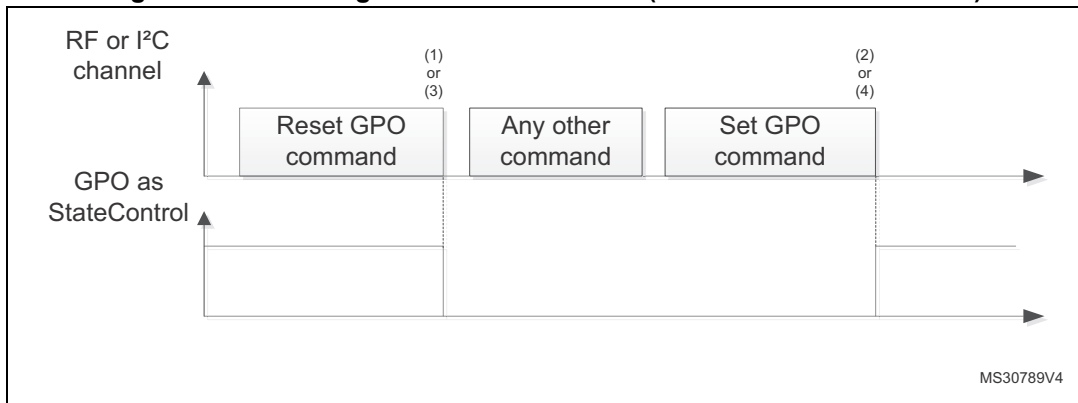 RF or I²C
channel
(1)
or
(3)
(2)
or
(4)
Reset GPO
command
Any other
command
Set GPO
command
GPO as
StateControl
MS30789V4